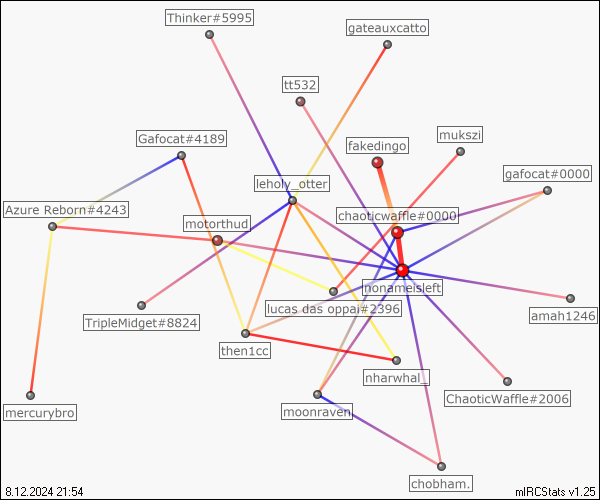 Thinker#5995
gateauxcatto
tt532
mukszi
Gafocat#4189
fakedingo
gafocat#0000
leholy_otter
Azure Reborn#4243
chaoticwaffle#0000
motorthud
nonameisleft
lucas das oppai#2396
amah1246
TripleMidget#8824
then1cc
nharwhal_
ChaoticWaffle#2006
mercurybro
moonraven
chobham.
8.12.2024 21:54
mIRCStats v1.25